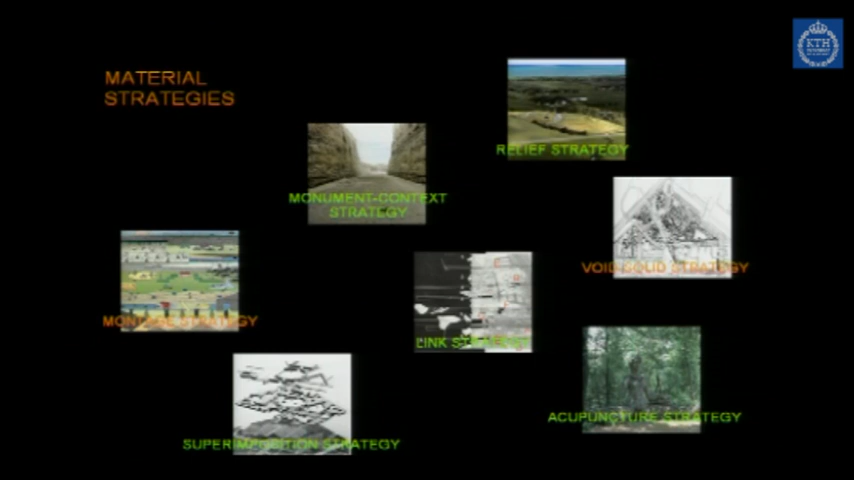 MATERIAL
STRATEGIES
KTH
RELIEF STRATEGY
MONUMENT-CONTEXT
STRATEGY
VOID SOLID STRATEGY
MONTAGE STRATEGY
LINK STRATEGY
ACUPUNCTURE STRATEGY
SUPERIMPOSITION STRATEGY